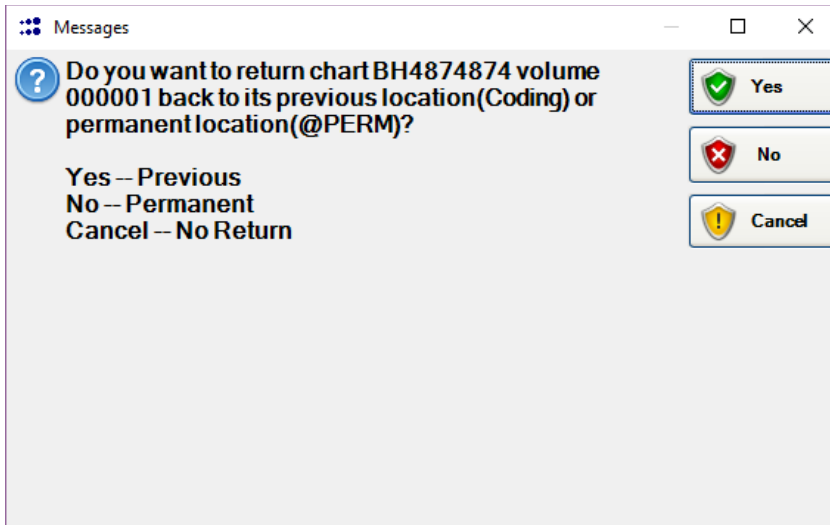 Messages
Do you want to return chart BH4874874 volume
000001 back to its previous location(Coding) or
permanent location(@PERM)?
Yes -- Previous
No -- Permanent
Cancel -- No Return
Yes
No
Cancel